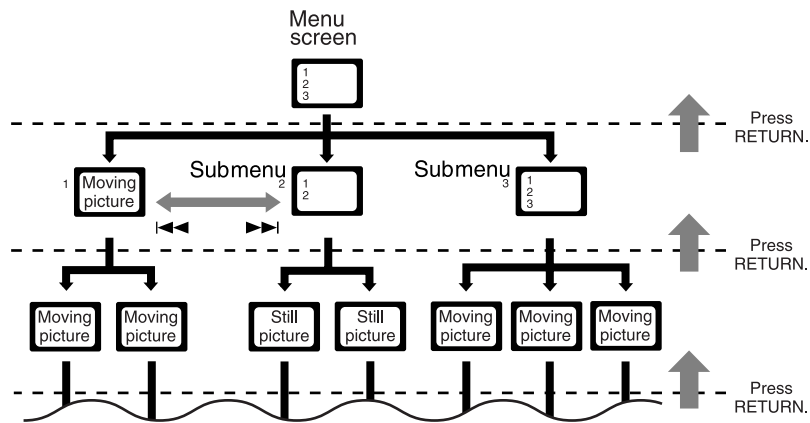 Menu
screen
1
2
3
Press
RETURN.
1
Moving
picture
Submenu
2
1
2
Submenu
3
1
2
3
Press
RETURN.
Moving
picture
Moving
picture
Still
picture
Still
picture
Moving
picture
Moving
picture
Moving
picture
Press
RETURN.